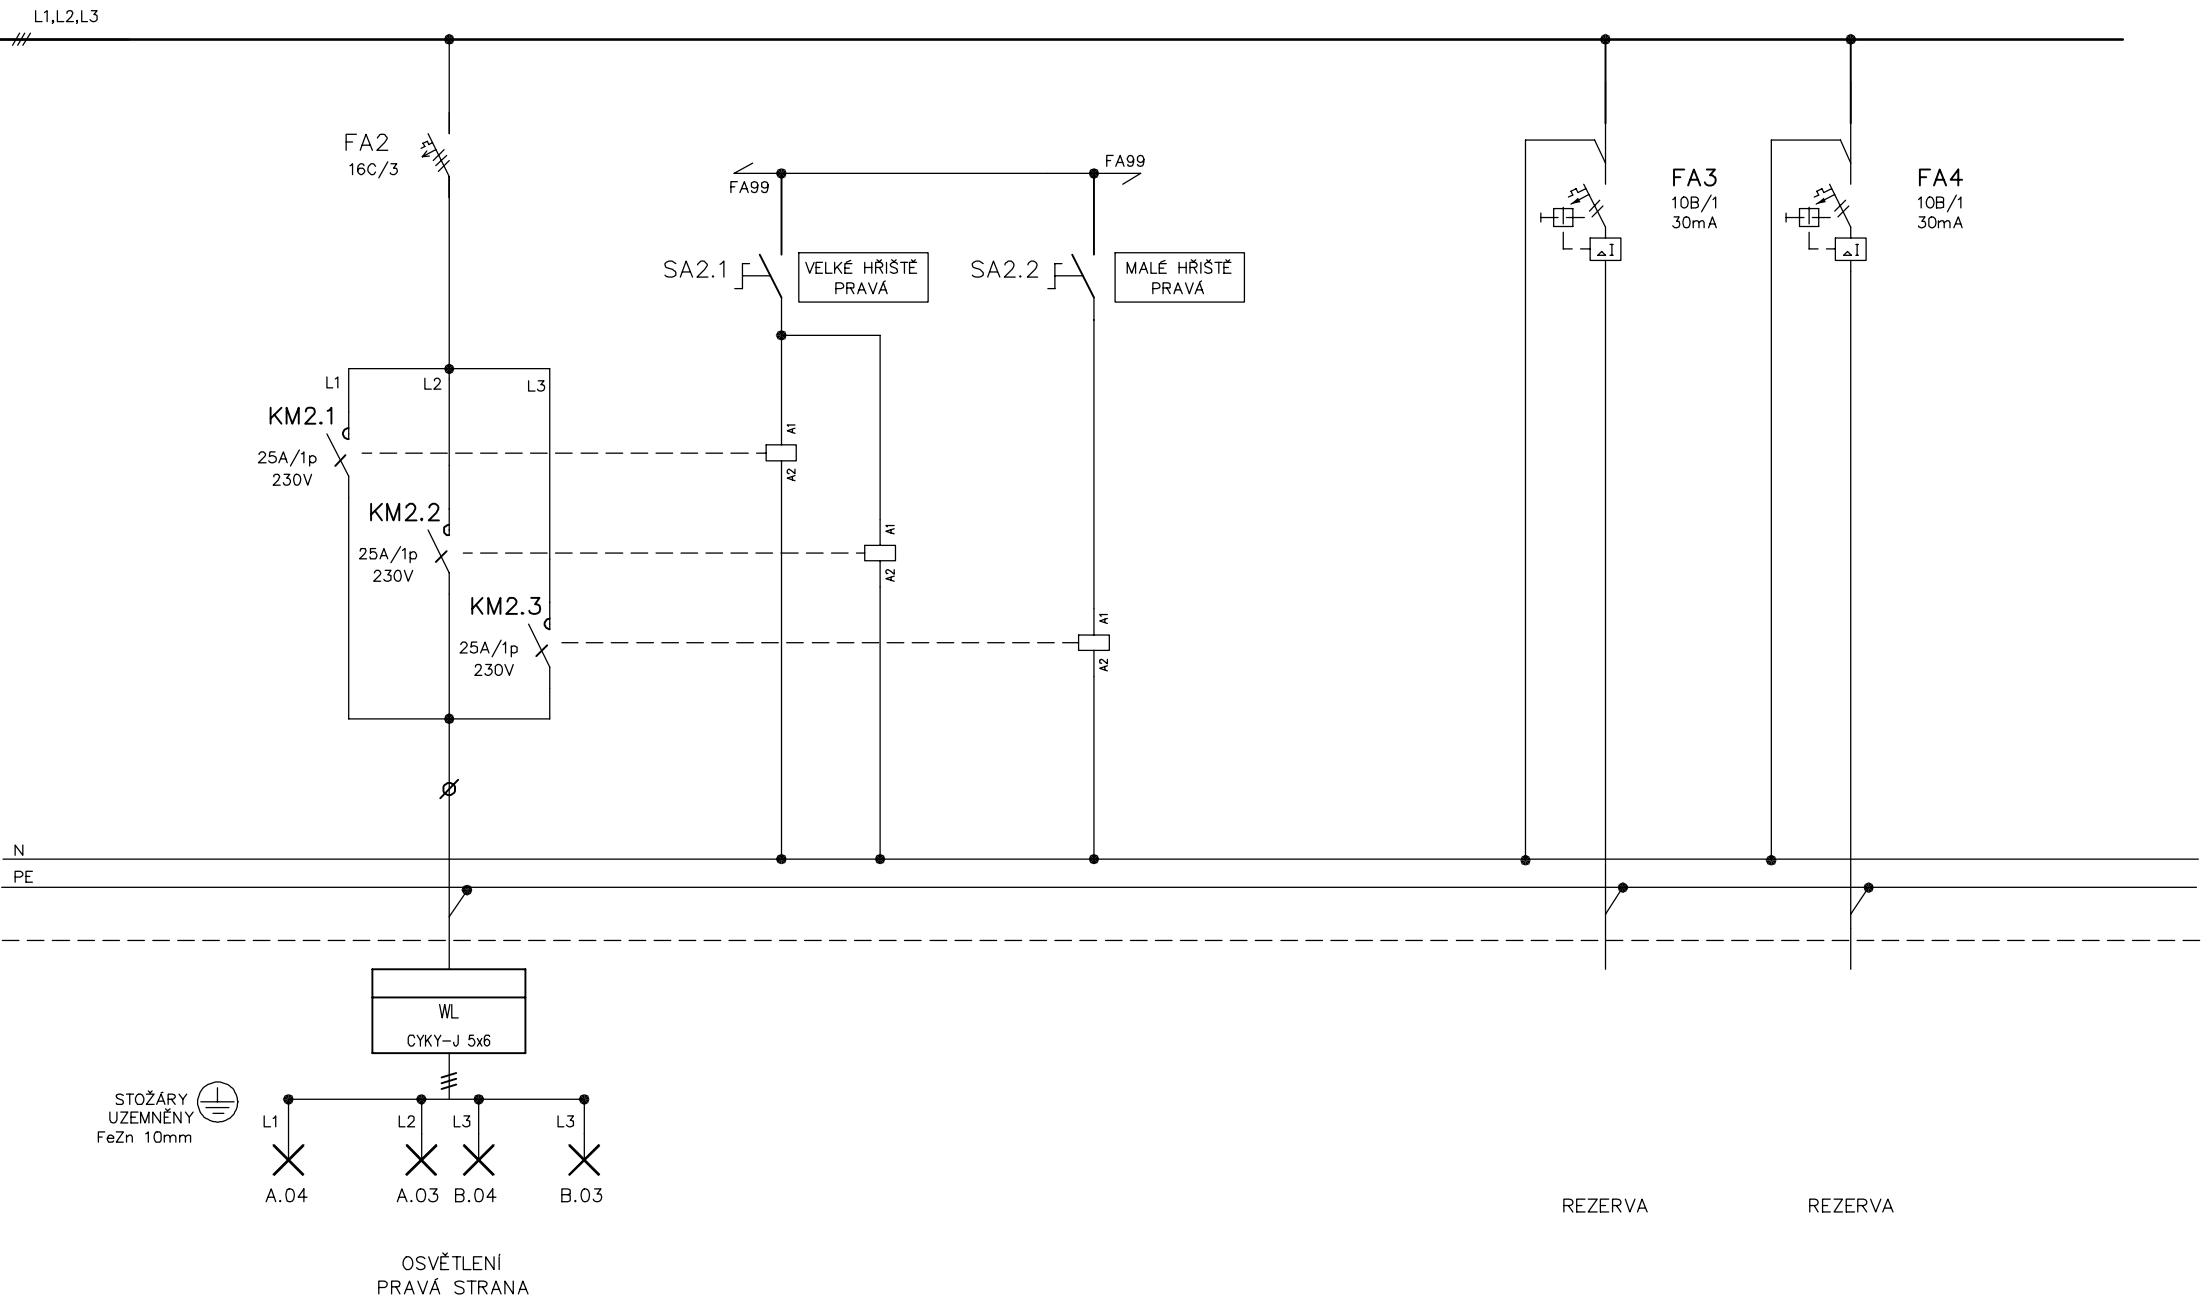 L1,L2,L3
FA2
16C/3
FA99
FA99
SA2.1
VELKÉ HŘIŠTĚ
PRAVÁ
SA2.2
MALÉ HŘIŠTĚ
PRAVÁ
FA3
10B/1
30mA
I
FA4
10B/1
30mA
I
L1
L2
L3
KM2.1
25A/1p
230V
A1
A2
KM2.2
25A/1p
230V
A1
A2
KM2.3
25A/1p
230V
A1
A2
N
PE
WL
CYKY-J 5x6
STOŽÁRY
UZEMNĚNY
FeZn 10mm
L1
L2
L3
L3
A.04
A.03
B.04
B.03
REZERVA
REZERVA
OSVĚTLENÍ
PRAVÁ STRANA